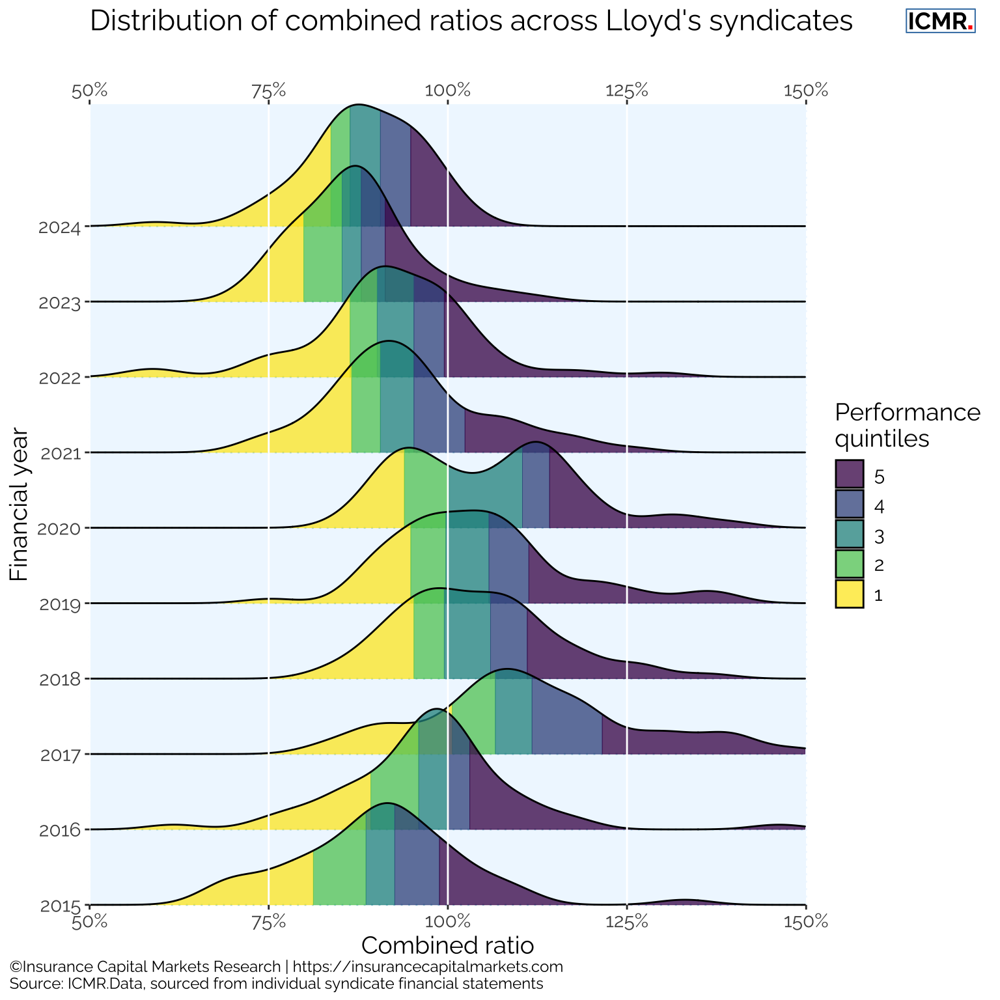 Distribution of combined ratios across Lloyd's syndicates
ICMR.
50% 75% 100% 125% 150%
2024
2023
2022
2021
2020
2019
2018
2017
2016
2015
Financial year
50% 75% 100% 125% 150%
Combined ratio
Performance
quintiles
5
4
3
2
1
©Insurance Capital Markets Research | https://insurancecapitalmarkets.com
Source: ICMR.Data, sourced from individual syndicate financial statements